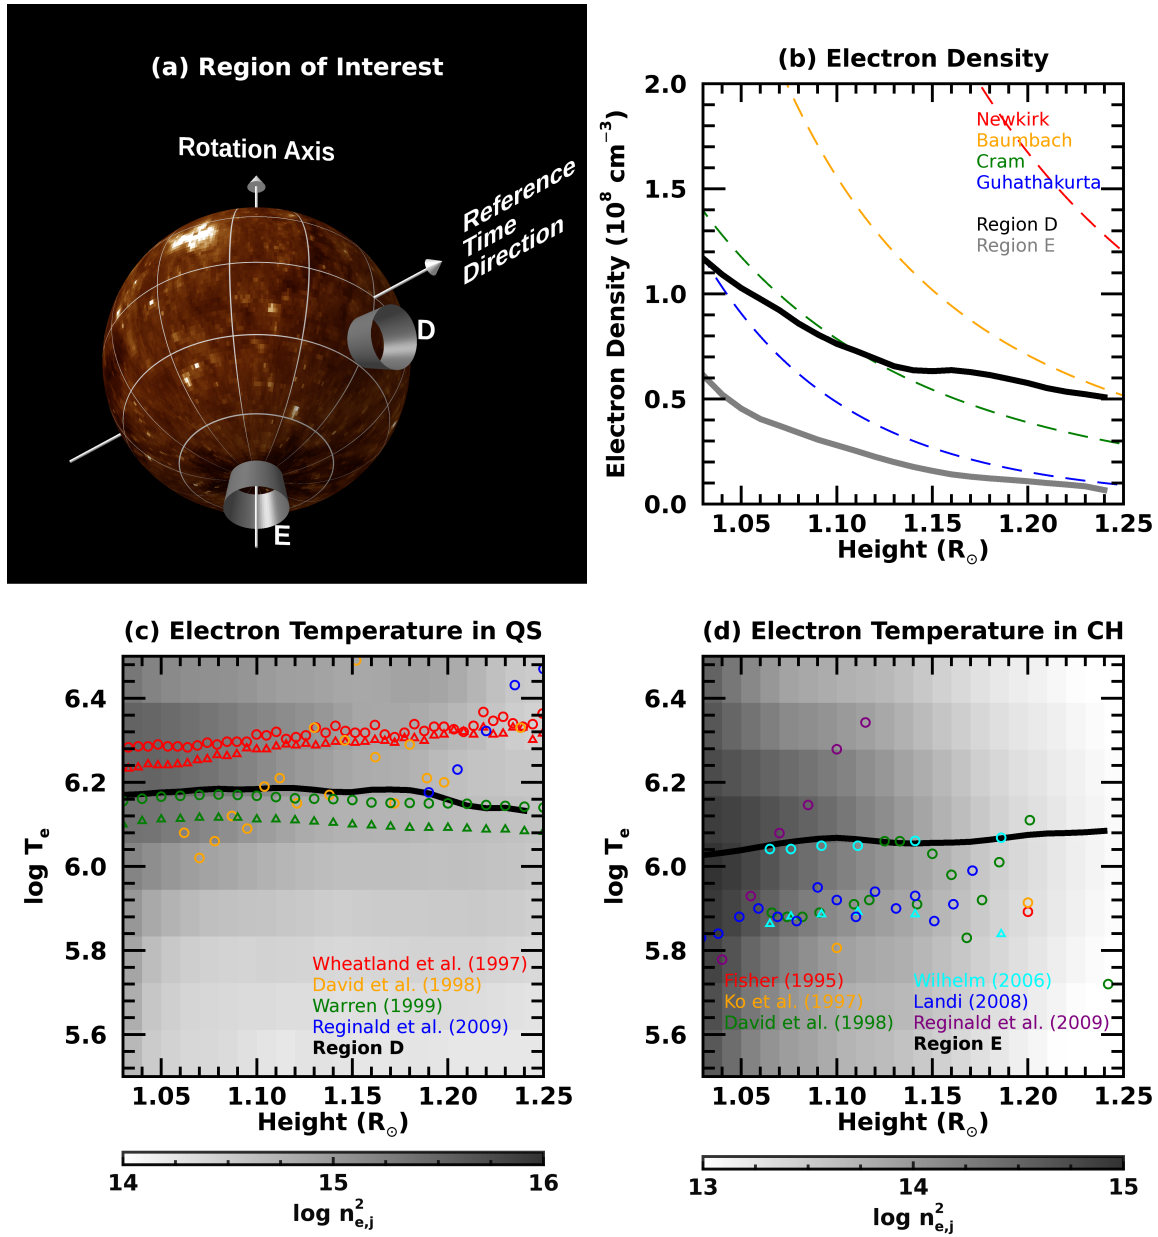 (a) Region of Interest
Rotation Axis
Reference
Time
Direction
D
E
(b) Electron Density
Electron Density (10⁸ cm⁻³)
2.0
1.5
1.0
0.5
0.0
Newkirk
Baumbach
Cram
Guhathakurta
Region D
Region E
1.05 1.10 1.15 1.20 1.25
Height (R☉)
(c) Electron Temperature in QS
log Tₑ
6.4
6.2
6.0
5.8
5.6
Wheatland et al. (1997)
David et al. (1998)
Warren (1999)
Reginald et al. (2009)
Region D
1.05 1.10 1.15 1.20 1.25
Height (R☉)
14 15 16
log n²e,j
(d) Electron Temperature in CH
log Tₑ
6.4
6.2
6.0
5.8
5.6
Fisher (1995)
Ko et al. (1997)
David et al. (1998)
Wilhelm (2006)
Landi (2008)
Reginald et al. (2009)
Region E
1.05 1.10 1.15 1.20 1.25
Height (R☉)
13 14 15
log n²e,j